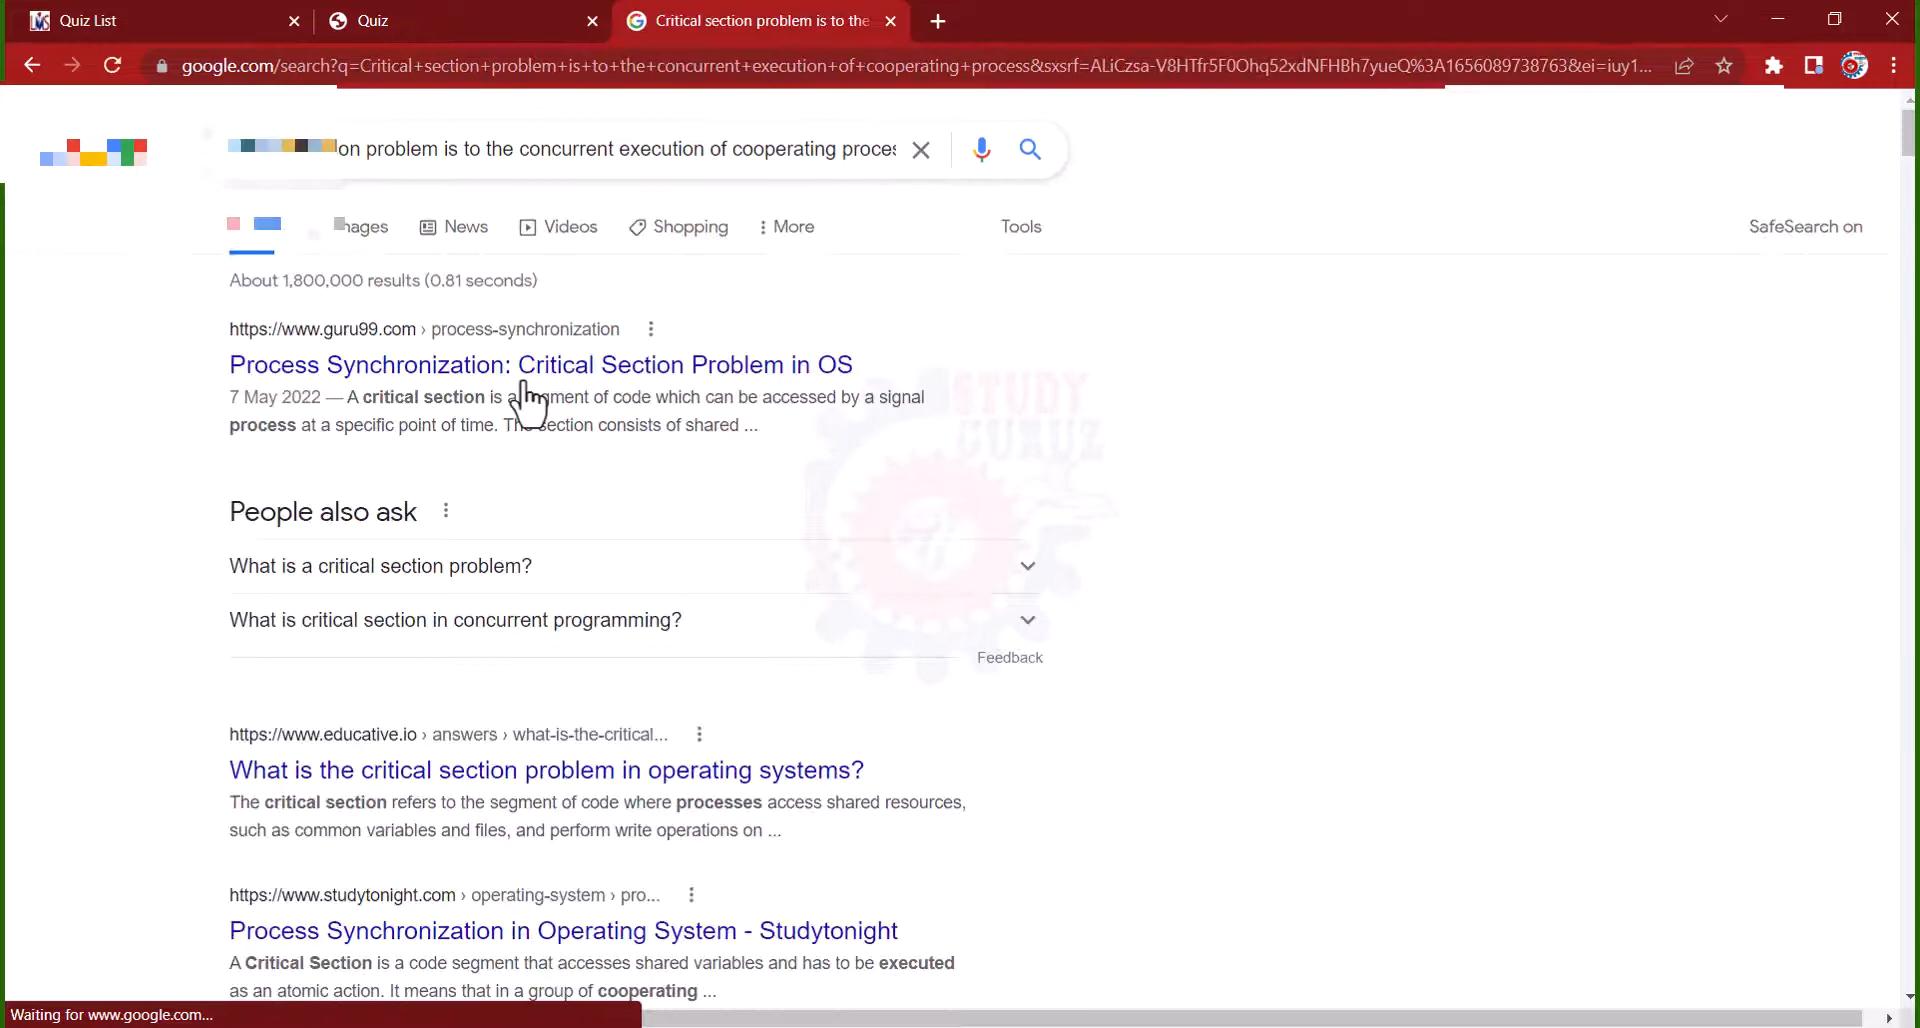 Quiz List
Quiz
Critical section problem is to the
google.com/search?q=Critical+section+problem+is+to+the+concurrent+execution+of+cooperating+process&sxsrf=ALiCzsa-V8HTfr5F0Ohq52xdNFHBh7yueQ%3A1656089738763&ei=iuy1...
on problem is to the concurrent execution of cooperating proces
News
Videos
Shopping
More
Tools
SafeSearch on
About 1,800,000 results (0.81 seconds)
https://www.guru99.com › process-synchronization
Process Synchronization: Critical Section Problem in OS
7 May 2022 — A critical section is a segment of code which can be accessed by a signal
process at a specific point of time. The section consists of shared ...
STUDY
GURUZ
People also ask
What is a critical section problem?
What is critical section in concurrent programming?
Feedback
https://www.educative.io › answers › what-is-the-critical...
What is the critical section problem in operating systems?
The critical section refers to the segment of code where processes access shared resources,
such as common variables and files, and perform write operations on ...
https://www.studytonight.com › operating-system › pro...
Process Synchronization in Operating System - Studytonight
A Critical Section is a code segment that accesses shared variables and has to be executed
as an atomic action. It means that in a group of cooperating ...
Waiting for www.google.com...